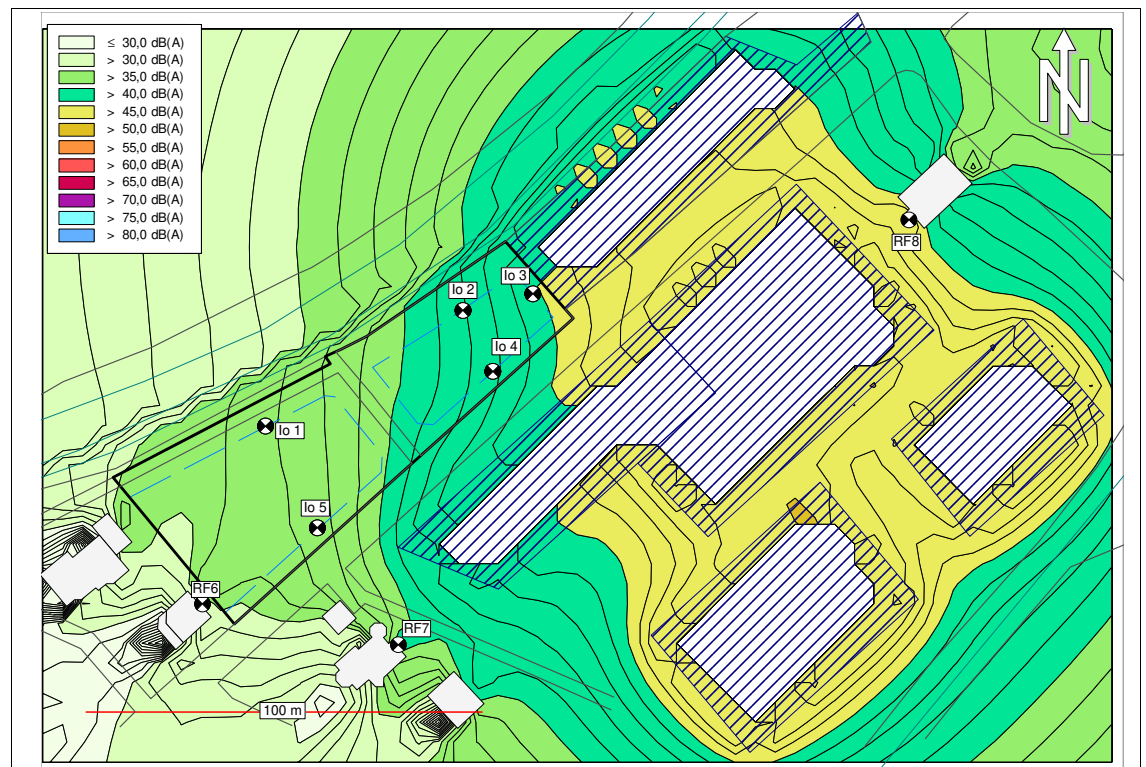 ≤ 30,0 dB(A)
> 30,0 dB(A)
> 35,0 dB(A)
> 40,0 dB(A)
> 45,0 dB(A)
> 50,0 dB(A)
> 55,0 dB(A)
> 60,0 dB(A)
> 65,0 dB(A)
> 70,0 dB(A)
> 75,0 dB(A)
> 80,0 dB(A)
N
RF8
Io 3
Io 2
Io 4
Io 1
Io 5
RF6
RF7
100 m